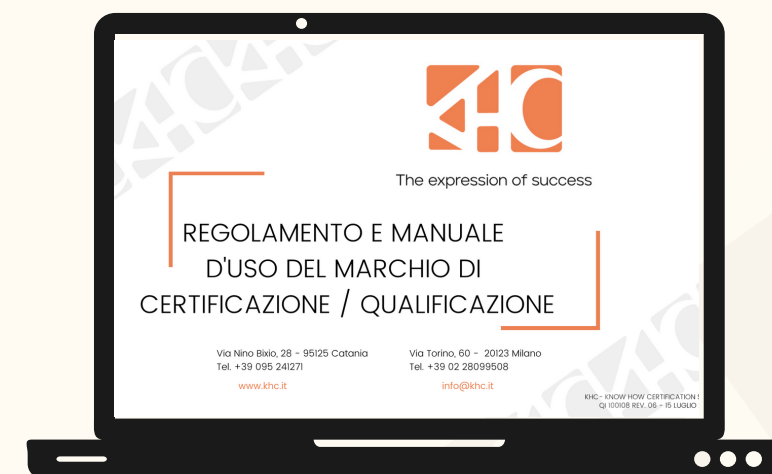 KHC
The expression of success
REGOLAMENTO E MANUALE
D'USO DEL MARCHIO DI
CERTIFICAZIONE / QUALIFICAZIONE
Via Nino Bixio, 28 - 95125 Catania
Tel. +39 095 241271
www.khc.it
Via Torino, 60 - 20123 Milano
Tel. +39 02 28099508
info@khc.it
KHC- KNOW HOW CERTIFICATION
QI 100108 REV. 06 - 15 LUGLIO